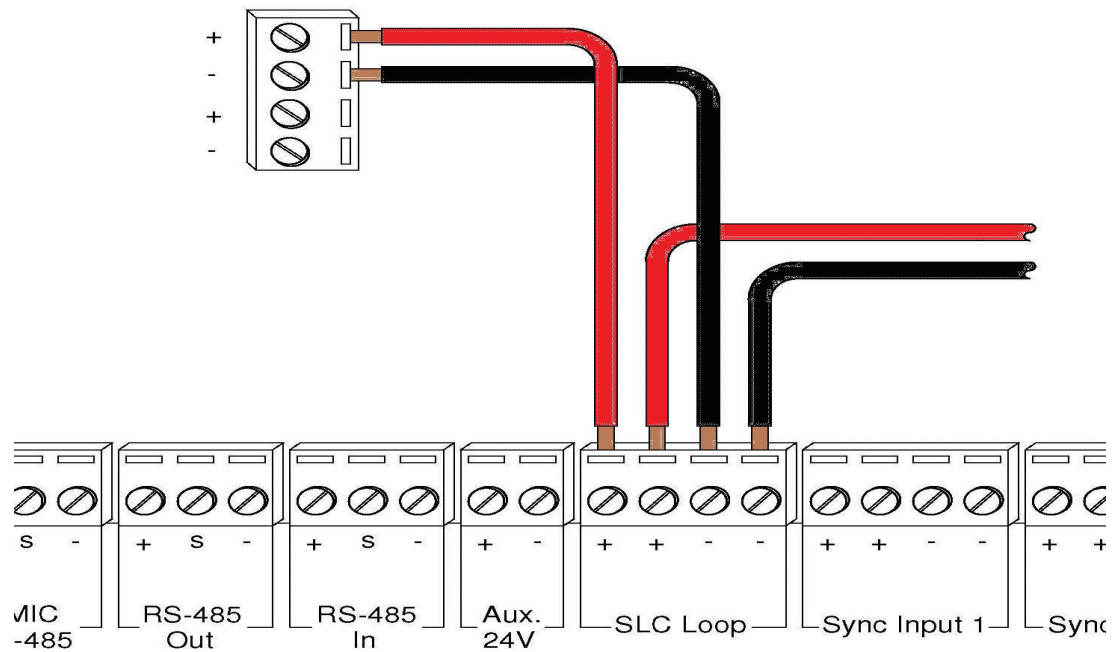 +
-
+
-
S - + S - + S - + - + + - - + + - - + +
MIC RS-485 RS-485 Aux. SLC Loop Sync Input 1 Sync
-485 Out In 24V